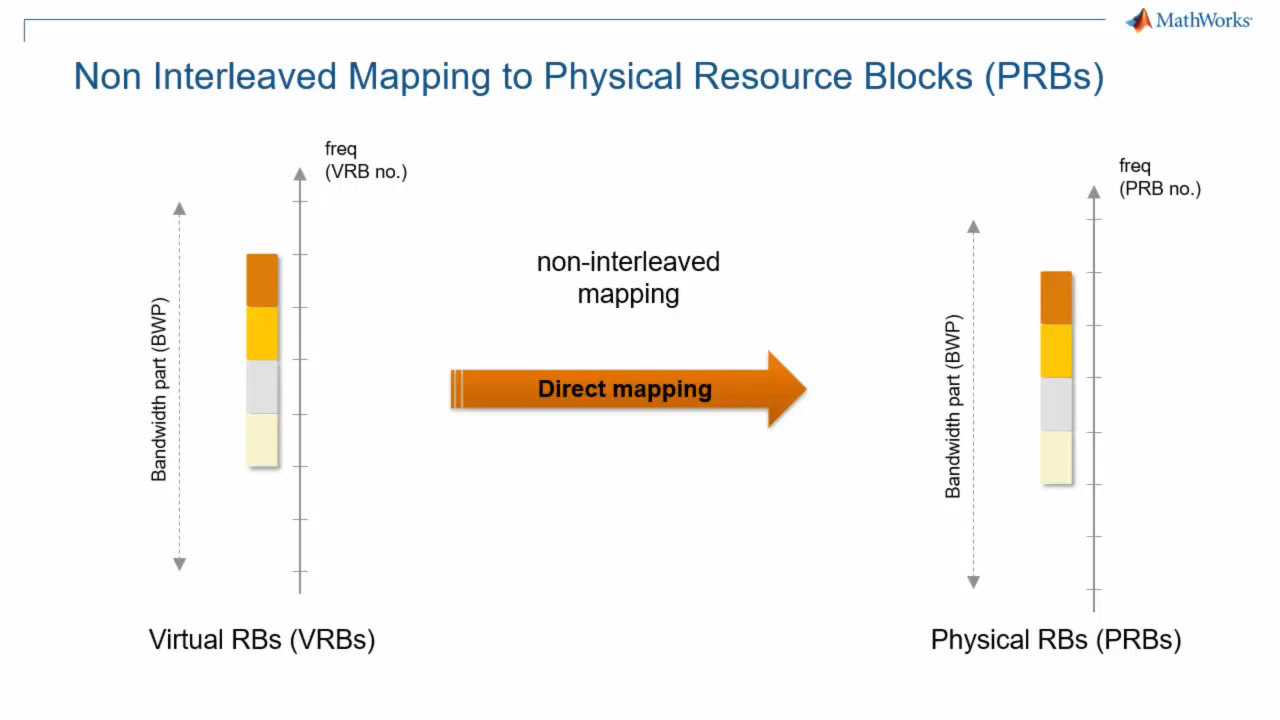 MathWorks
Non Interleaved Mapping to Physical Resource Blocks (PRBs)
freq
(VRB no.)
Bandwidth part (BWP)
non-interleaved
mapping
Direct mapping
freq
(PRB no.)
Bandwidth part (BWP)
Virtual RBs (VRBs)
Physical RBs (PRBs)